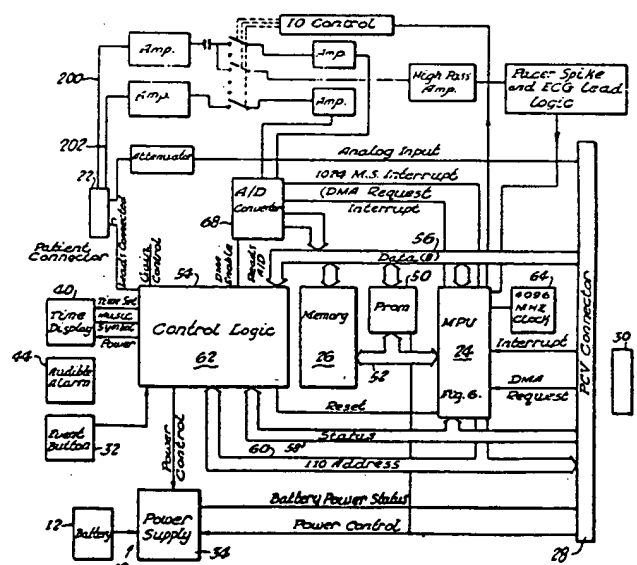 IO Control
Amp.
Amp.
200
High Pass
Amp.
Pacer Spike
and ECG Lead
Logic
Amp.
Amp.
202
Attenuator
Analog Input
22
1024 M.S. Interrupt
A/D
Converter
(DMA Request
Interrupt
68
Patient
Connector
Leads Connected
Control
DMA
Enable
Reads
A/D
56
Data (8)
54
50
64
40
Time
Display
Time Set
Music
Symbol
Power
Control Logic
62
Memory
26
Prom
MPU
24
Fig. 6.
4096
MHZ
Clock
PCV Connector
30
44
Audible
Alarm
52
Interrupt
DMA
Request
Reset
Event
Button
32
Status
60
58
I/O Address
Power
Control
12
Battery
Power
Supply
34
Battery Power Status
Power Control
28